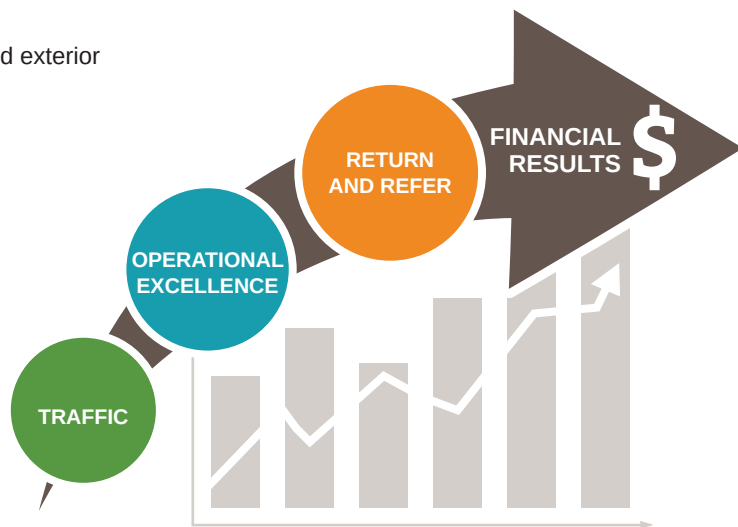 d exterior
FINANCIAL
RESULTS $
RETURN
AND REFER
OPERATIONAL
EXCELLENCE
TRAFFIC